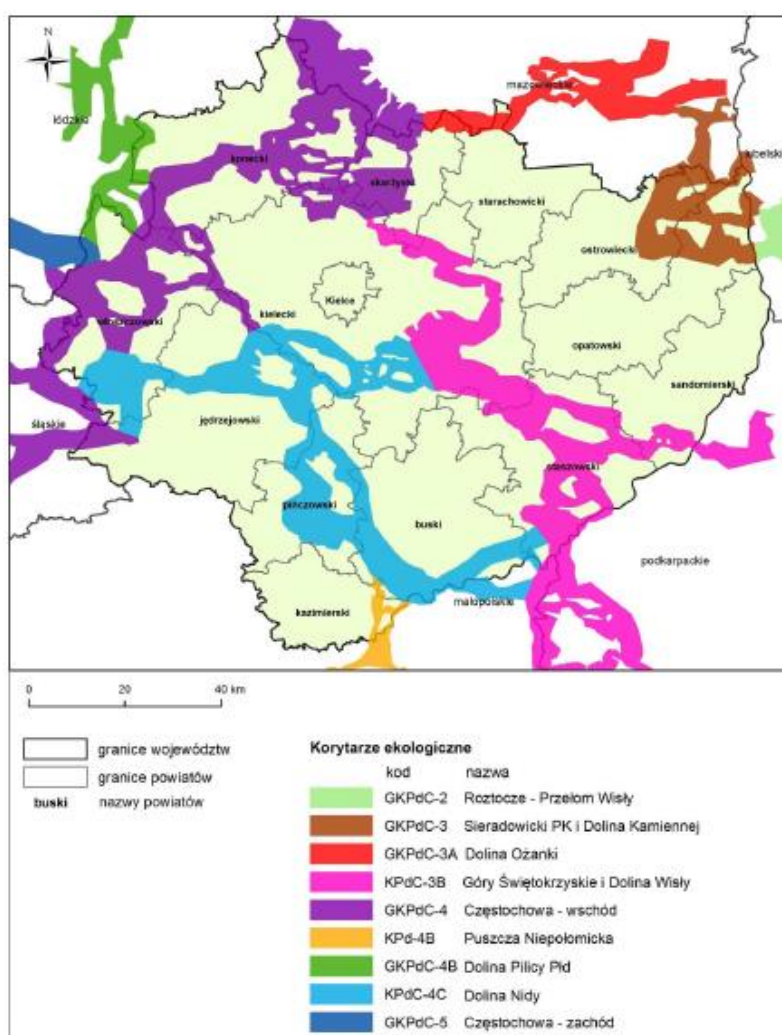 N
mazowieckie
łódzkie
lubelski
konecki
skarżyski
starachowicki
ostrowiecki
Kielce
włoszczowski
kielecki
opatowski
sandomierski
śląskie
jędrzejowski
staszowski
pińczowski
buski
podkarpackie
małopolskie
kazimierski
0 20 40 km
granice województw
granice powiatów
buski nazwy powiatów
Korytarze ekologiczne
kod nazwa
GKPdC-2 Roztocze - Przełom Wisły
GKPdC-3 Sieradowicki PK i Dolina Kamiennej
GKPdC-3A Dolina Ożanki
KPdC-3B Góry Świętokrzyskie i Dolina Wisły
GKPdC-4 Częstochowa - wschód
KPd-4B Puszcza Niepołomicka
GKPdC-4B Dolina Pilicy Płd
KPdC-4C Dolina Nidy
GKPdC-5 Częstochowa - zachód